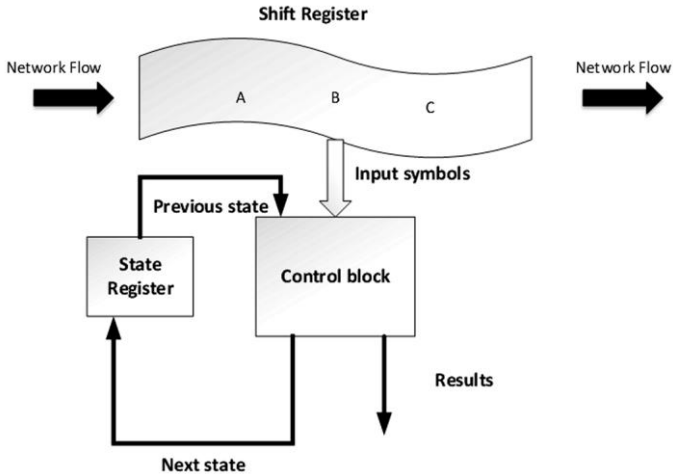 Shift Register
Network Flow
Network Flow
A
B
C
Input symbols
Previous state
State
Register
Control block
Results
Next state